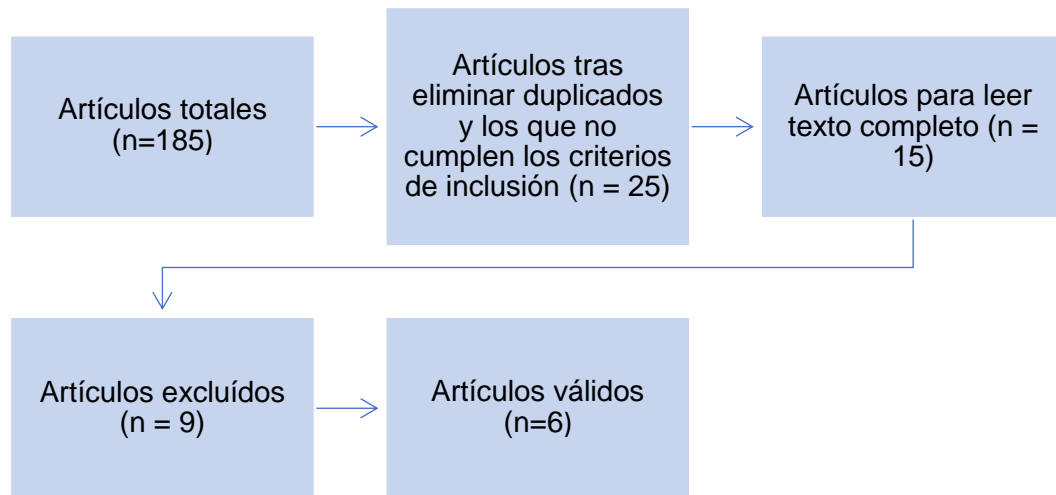 Artículos totales
(n=185)
Artículos tras
eliminar duplicados
y los que no
cumplen los criterios
de inclusión (n = 25)
Artículos para leer
texto completo (n =
15)
Artículos excluídos
(n = 9)
Artículos válidos
(n=6)